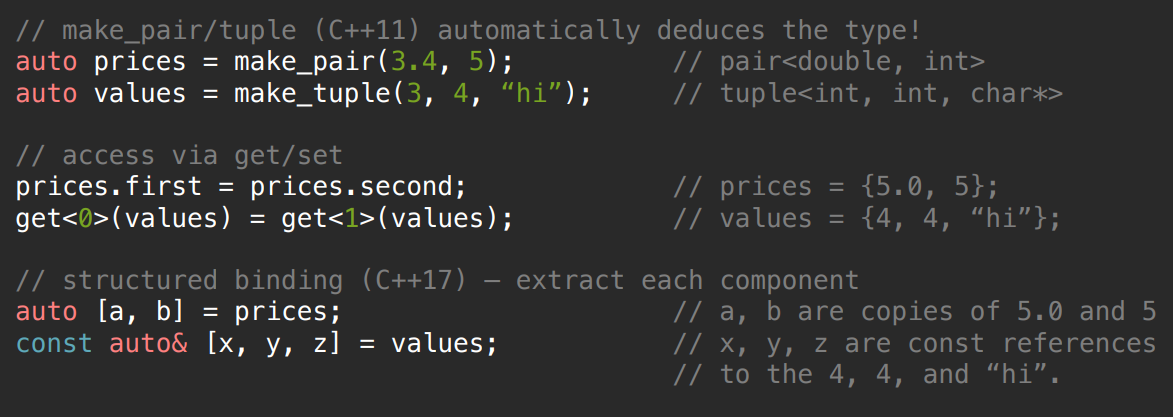 // make_pair/tuple (C++11) automatically deduces the type!
auto prices = make_pair(3.4, 5);          // pair<double, int>
auto values = make_tuple(3, 4, “hi”);     // tuple<int, int, char*>

// access via get/set
prices.first = prices.second;             // prices = {5.0, 5};
get<0>(values) = get<1>(values);          // values = {4, 4, “hi”};

// structured binding (C++17) – extract each component
auto [a, b] = prices;                     // a, b are copies of 5.0 and 5
const auto& [x, y, z] = values;           // x, y, z are const references
                                          // to the 4, 4, and “hi”.